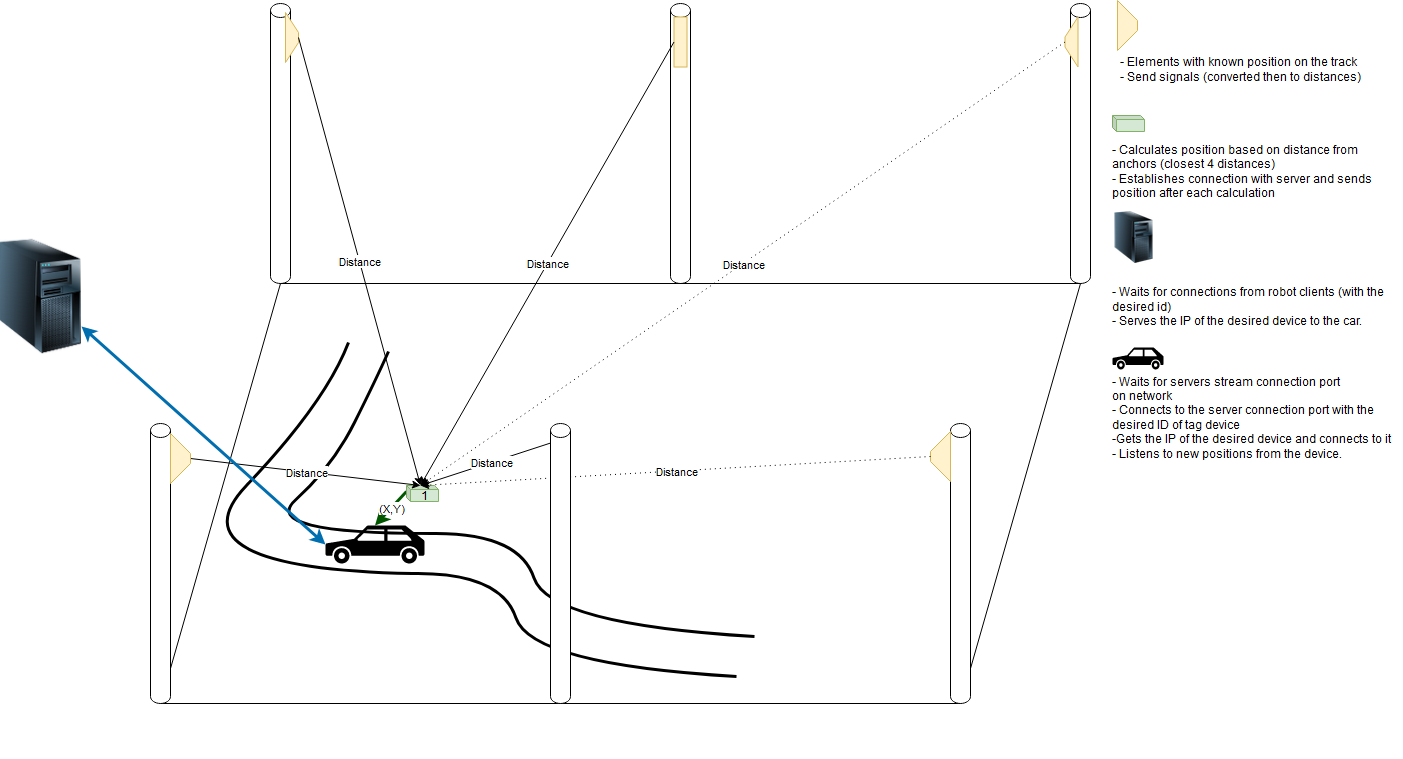 - Elements with known position on the track
- Send signals (converted then to distances)
- Calculates position based on distance from
anchors (closest 4 distances)
- Establishes connection with server and sends
position after each calculation
- Waits for connections from robot clients (with the
desired id)
- Serves the IP of the desired device to the car.
- Waits for servers stream connection port
on network
- Connects to the server connection port with the
desired ID of tag device
-Gets the IP of the desired device and connects to it
- Listens to new positions from the device.
Distance
Distance
Distance
Distance
Distance
Distance
1
(X,Y)